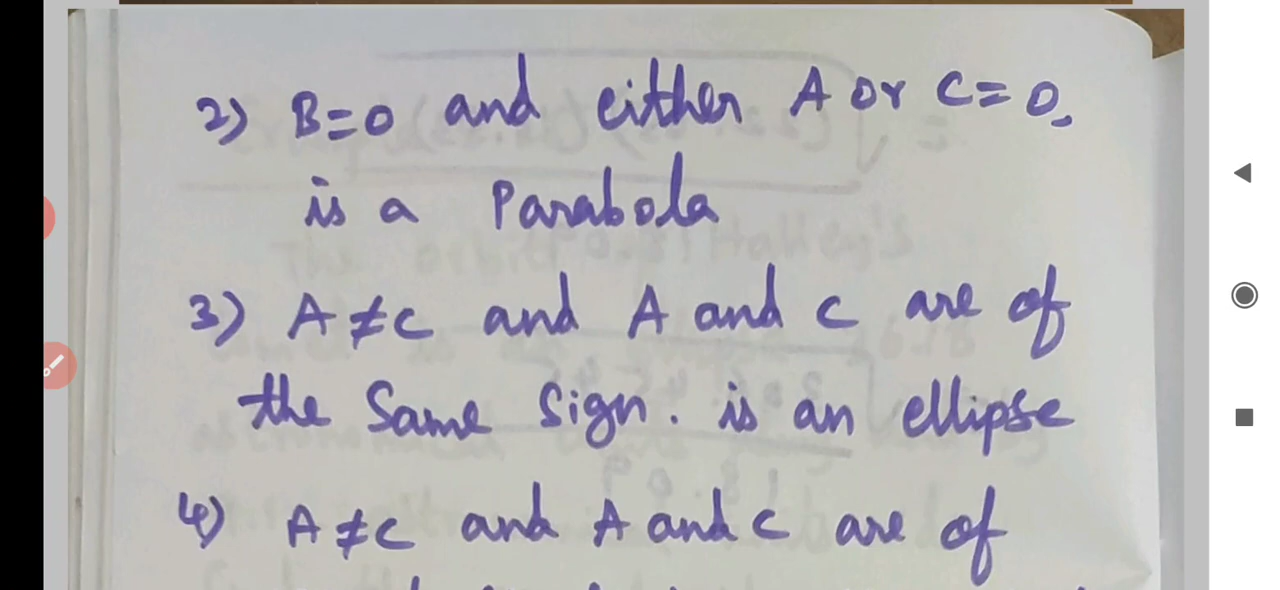 2) B=0 and either A or C=0.
is a Parabola
3) A≠C and A and C are of
the Same Sign. is an ellipse
4) A≠C and A and C are of